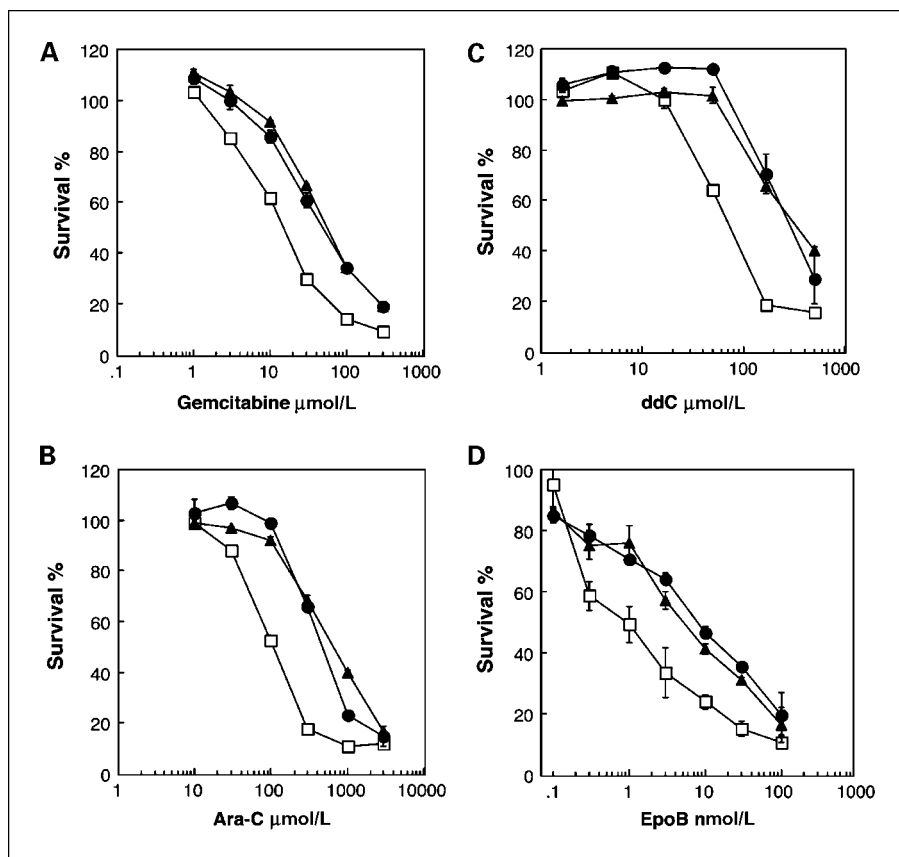 A
120
100
80
60
40
20
0
Survival %
.1 1 10 100 1000
Gemcitabine μmol/L
C
120
100
80
60
40
20
0
Survival %
1 10 100 1000
ddC μmol/L
B
120
100
80
60
40
20
0
Survival %
1 10 100 1000 10000
Ara-C μmol/L
D
100
80
60
40
20
0
Survival %
.1 1 10 100 1000
EpoB nmol/L